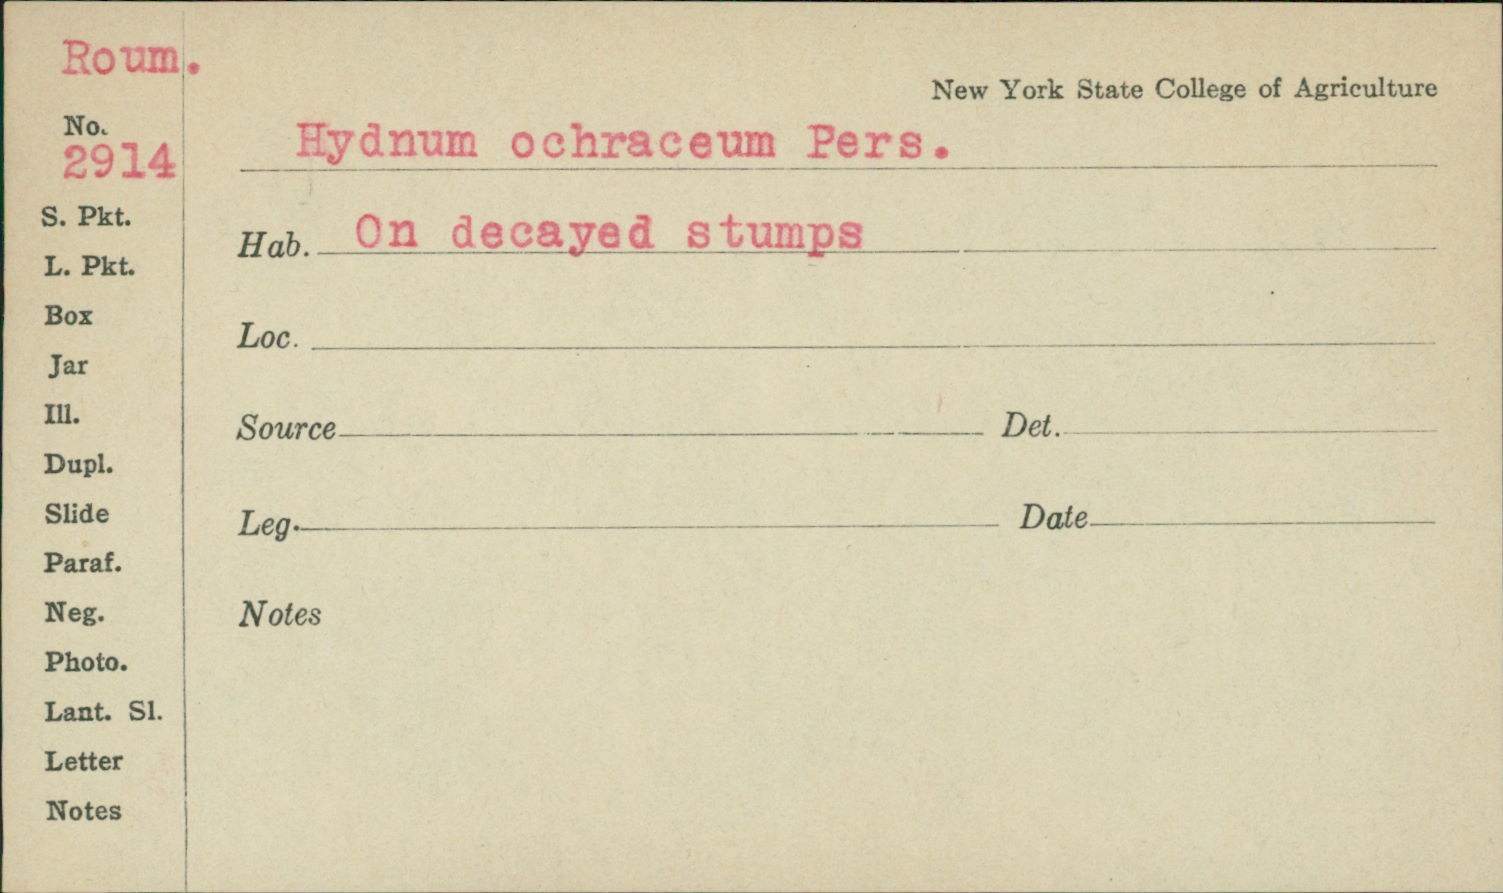 Roum.
New York State College of Agriculture
No.
2914
Hydnum ochraceum Pers.
S. Pkt.
Hab. On decayed stumps
L. Pkt.
Box
Loc.
Jar
Ill.
Source Det.
Dupl.
Slide
Leg. Date
Paraf.
Neg.
Notes
Photo.
Lant. Sl.
Letter
Notes